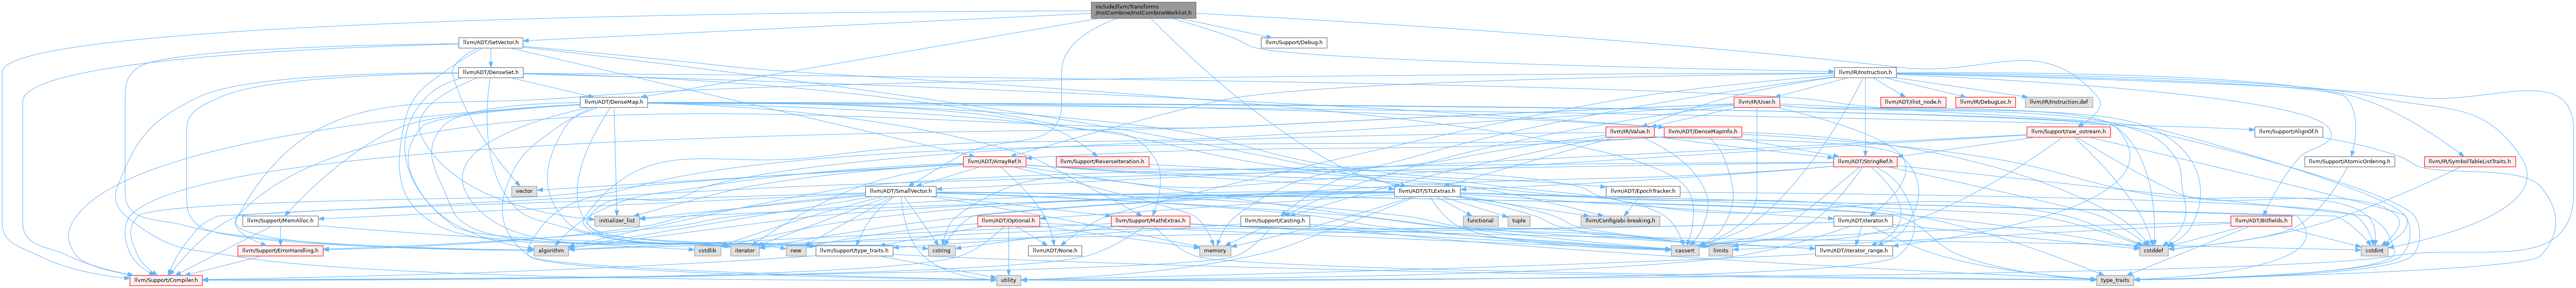 include/llvm/Transforms
/InstCombine/InstCombineWorklist.h
llvm/ADT/SetVector.h
llvm/Support/Debug.h
llvm/ADT/DenseSet.h
llvm/IR/Instruction.h
llvm/ADT/DenseMap.h
llvm/IR/User.h
llvm/ADT/ilist_node.h
llvm/IR/DebugLoc.h
llvm/IR/Instruction.def
llvm/ADT/DenseMapInfo.h
llvm/IR/Value.h
llvm/Support/raw_ostream.h
llvm/Support/AlignOf.h
llvm/ADT/ArrayRef.h
llvm/Support/ReverseIteration.h
llvm/ADT/StringRef.h
llvm/Support/AtomicOrdering.h
llvm/IR/SymbolTableListTraits.h
vector
llvm/ADT/SmallVector.h
llvm/ADT/STLExtras.h
llvm/ADT/EpochTracker.h
llvm/Support/MemAlloc.h
initializer_list
llvm/ADT/Optional.h
llvm/Support/MathExtras.h
llvm/Support/Casting.h
functional
tuple
llvm/Config/abi-breaking.h
llvm/ADT/iterator.h
llvm/ADT/Bitfields.h
llvm/Support/ErrorHandling.h
algorithm
cstdlib
iterator
new
llvm/Support/type_traits.h
cstring
llvm/ADT/None.h
memory
cassert
limits
llvm/ADT/iterator_range.h
cstddef
cstdint
llvm/Support/Compiler.h
utility
type_traits